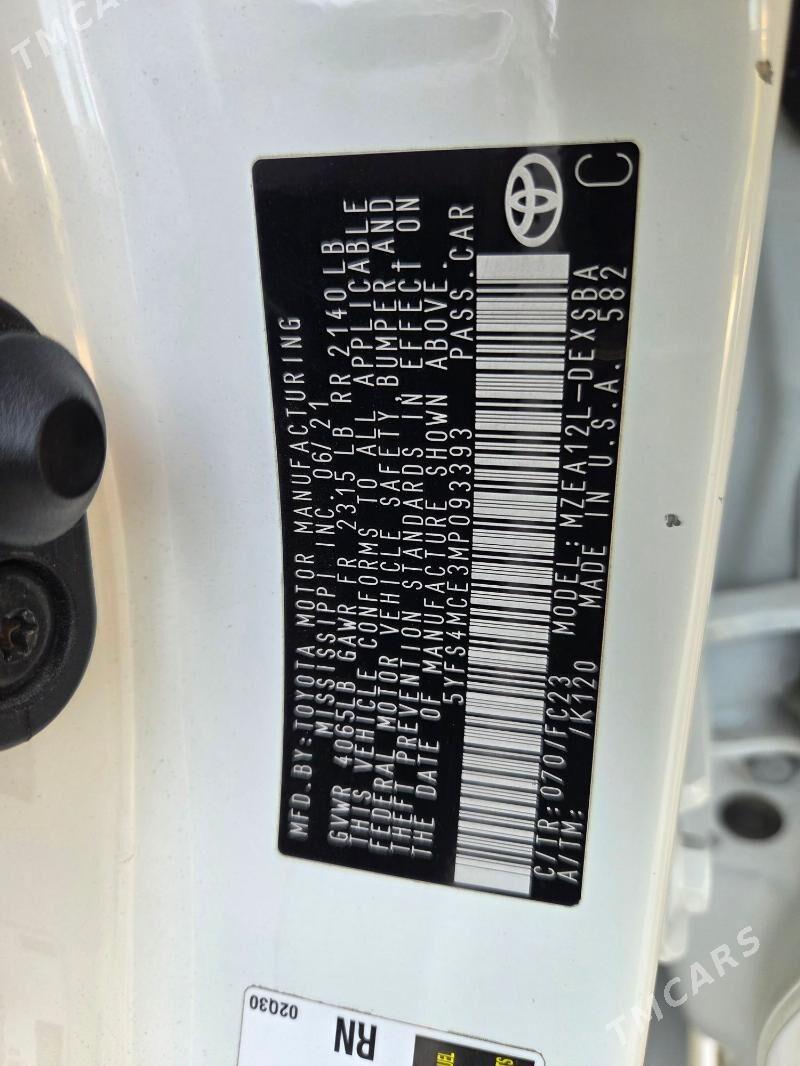 TMCARS
MFD.BY:TOYOTA MOTOR MANUFACTURING
MISSISSIPPI INC. 06/21
GVWR 4065LB GAWR FR 2315 LB RR 2140LB
THIS VEHICLE CONFORMS TO ALL APPLICABLE
FEDERAL MOTOR VEHICLE SAFETY, BUMPER AND
THEFT PREVENTION STANDARDS IN EFFECT ON
THE DATE OF MANUFACTURE SHOWN ABOVE.
5YFS4MCE3MP093393 PASS.CAR
C/TR:070/FC23 MODEL:MZEA12L-DEXSBA
A/TM: /K120 MADE IN U.S.A. 582
C
02Q30
RN
TMCARS